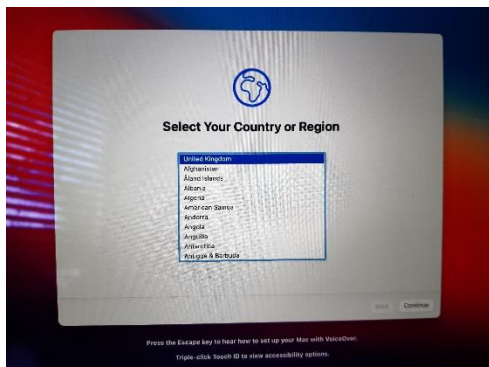 Select Your Country or Region
United Kingdom
Afghanistan
Åland Islands
Albania
Algeria
American Samoa
Andorra
Angola
Anguilla
Antarctica
Antigua & Barbuda
Back
Continue
Press the Escape key to hear how to set up your Mac with VoiceOver.
Triple-click Touch ID to view accessibility options.